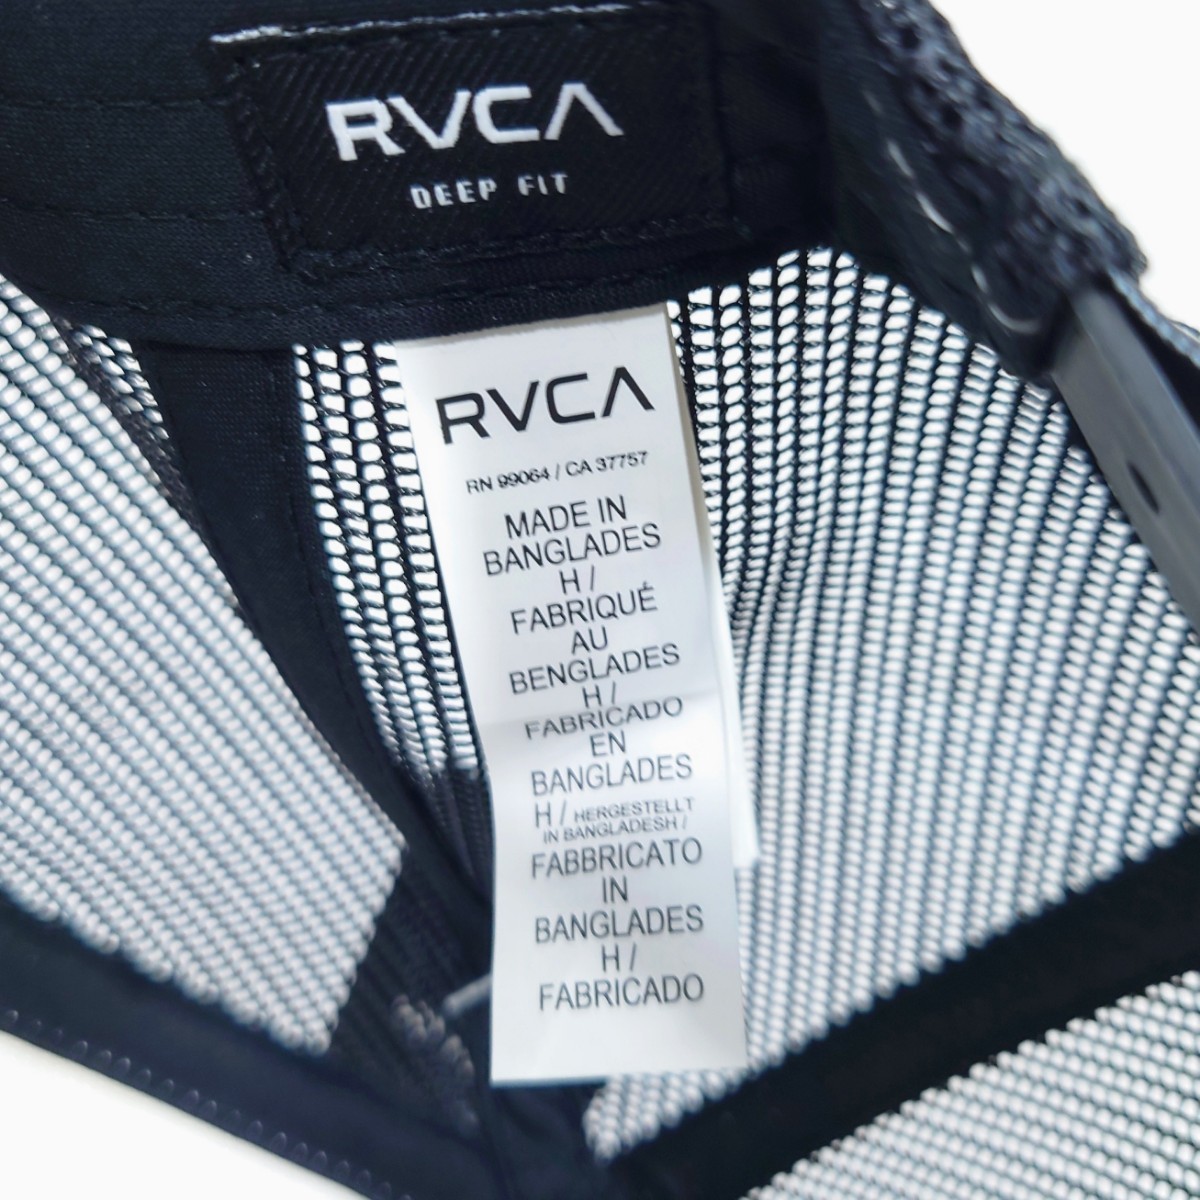 RVCA
DEEP FIT
RVCA
RN 99064 / CA 37757
MADE IN
BANGLADES
H /
FABRIQUÉ
AU
BENGLADES
H /
FABRICADO
EN
BANGLADES
H / HERGESTELLT
IN BANGLADESH /
FABBRICATO
IN
BANGLADES
H /
FABRICADO